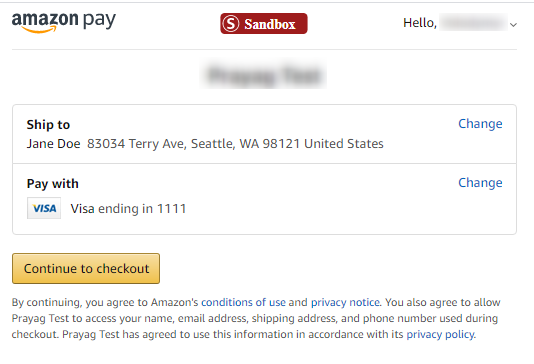 amazon pay
S Sandbox
Hello,
Prayag Test
Ship to
Change
Jane Doe 83034 Terry Ave, Seattle, WA 98121 United States
Pay with
Change
VISA Visa ending in 1111
Continue to checkout
By continuing, you agree to Amazon's conditions of use and privacy notice. You also agree to allow
Prayag Test to access your name, email address, shipping address, and phone number used during
checkout. Prayag Test has agreed to use this information in accordance with its privacy policy.